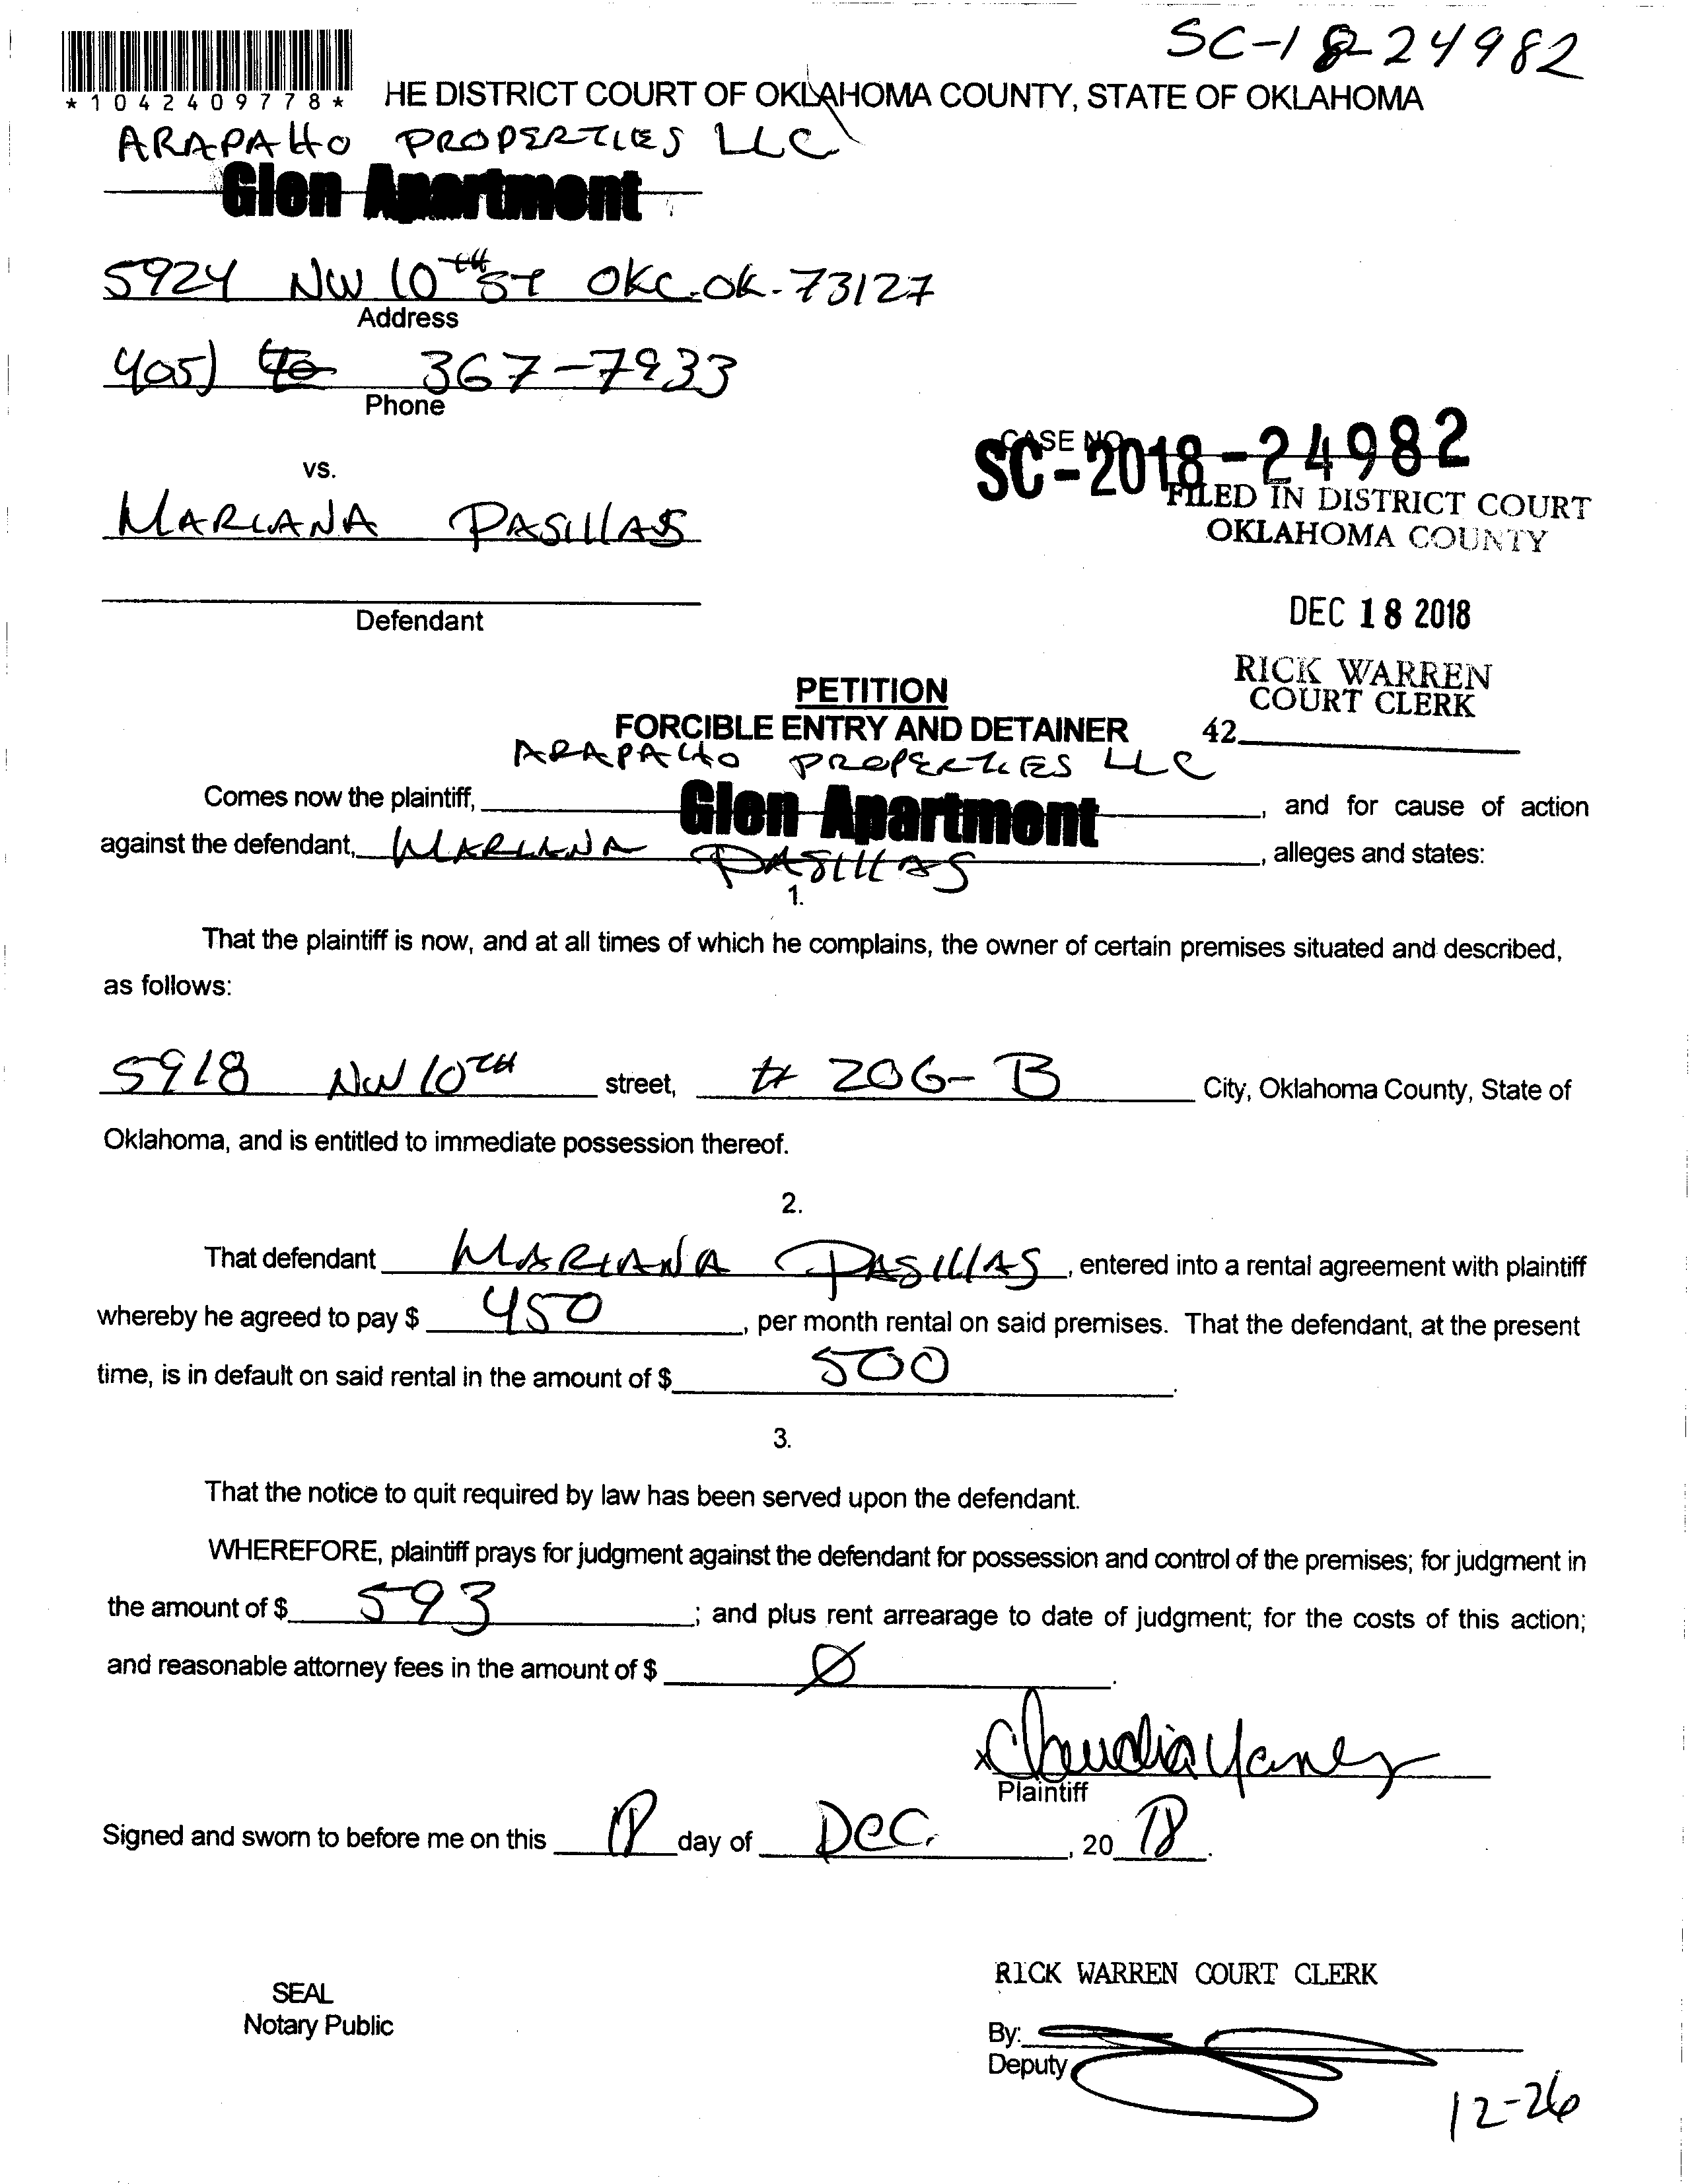 SC-18-24982
*1042409778*
HE DISTRICT COURT OF OKLAHOMA COUNTY, STATE OF OKLAHOMA
ARAPAHO PROPERTIES LLC
Glen Apartment
5924 NW 10TH ST OKC-OK-73127
Address
405) 367-7933
Phone
CASE NO.
SC-2018-24982
vs.
FILED IN DISTRICT COURT
OKLAHOMA COUNTY
MARIANA PASILLAS
Defendant
DEC 18 2018
RICK WARREN
COURT CLERK
42
PETITION
FORCIBLE ENTRY AND DETAINER
ARAPAHO PROPERTIES LLC
Comes now the plaintiff, Glen Apartment, and for cause of action
against the defendant, MARIANA PASILLAS, alleges and states:
1.
That the plaintiff is now, and at all times of which he complains, the owner of certain premises situated and described,
as follows:
5918 NW 10TH street, # 206-B City, Oklahoma County, State of
Oklahoma, and is entitled to immediate possession thereof.
2.
That defendant MARIANA PASILLAS, entered into a rental agreement with plaintiff
whereby he agreed to pay $ 450, per month rental on said premises. That the defendant, at the present
time, is in default on said rental in the amount of $ 500.
3.
That the notice to quit required by law has been served upon the defendant.
WHEREFORE, plaintiff prays for judgment against the defendant for possession and control of the premises; for judgment in
the amount of $ 593; and plus rent arrearage to date of judgment; for the costs of this action;
and reasonable attorney fees in the amount of $ Ø.
x Claudia Yanez
Plaintiff
Signed and sworn to before me on this 18 day of Dec., 20 18.
RICK WARREN COURT CLERK
SEAL
Notary Public
By:
Deputy
12-26